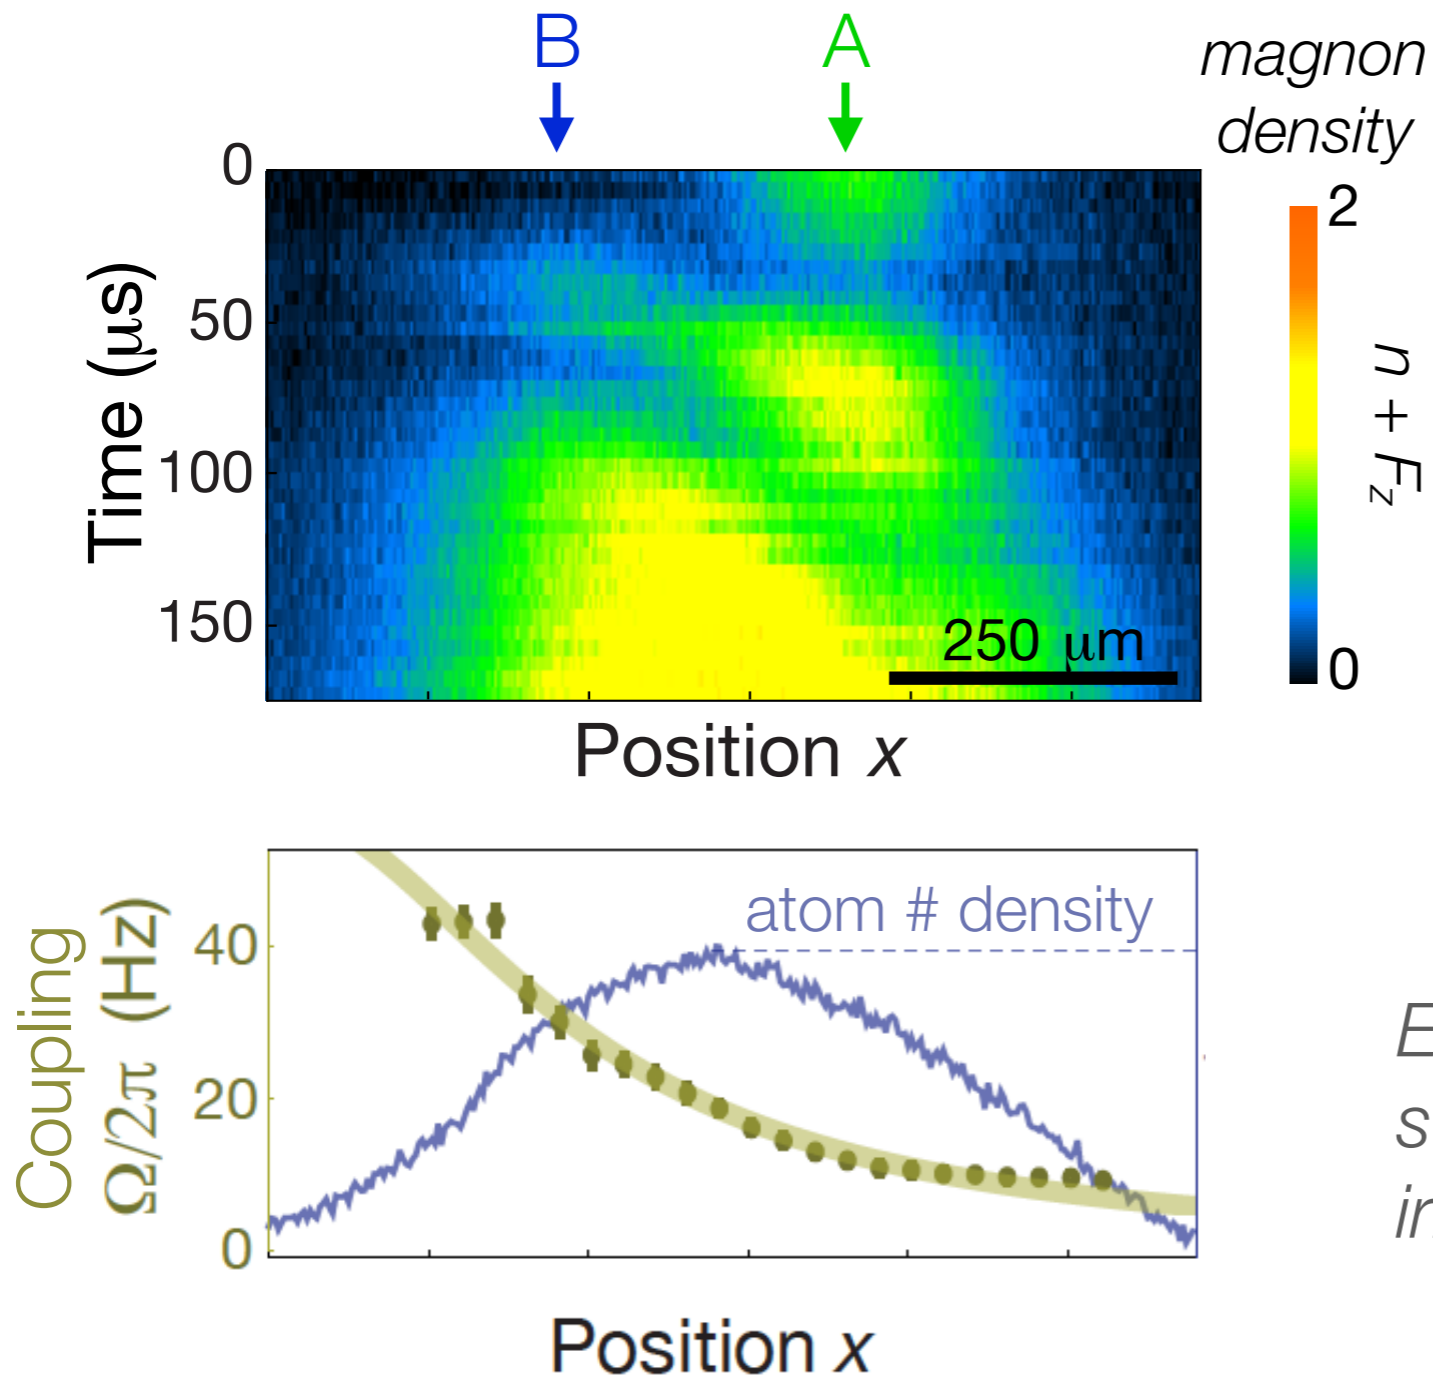 B
A
magnon
density
0
50
100
150
Time (μs)
250 μm
Position x
2
0
n + Fz
Coupling
Ω/2π (Hz)
40
20
0
atom # density
Position x